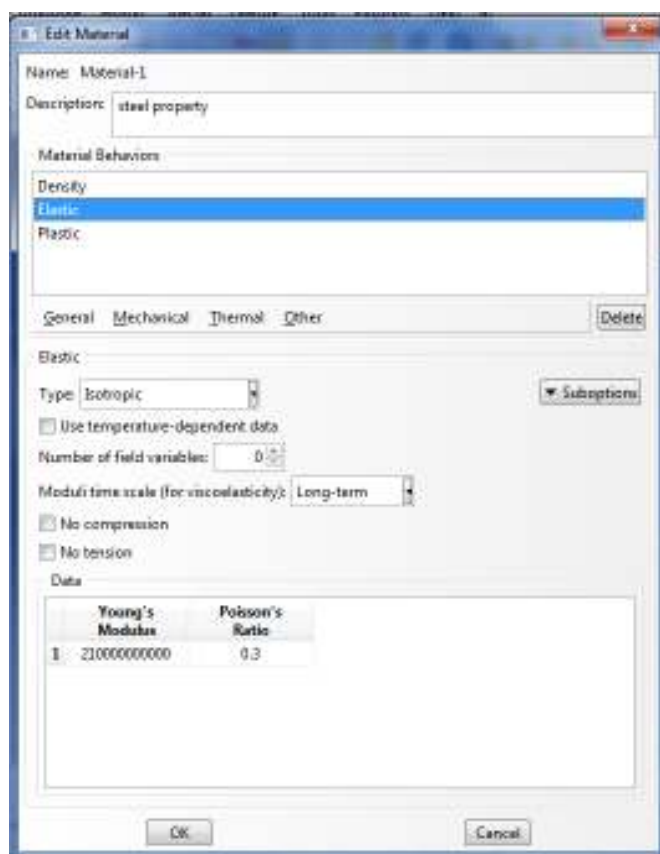 Edit Material
Name: Material-1
Description: steel property
Material Behaviors
Density
Elastic
Plastic
General Mechanical Thermal Other Delete
Elastic
Type: Isotropic Suboptions
Use temperature-dependent data
Number of field variables: 0
Moduli time scale (for viscoelasticity): Long-term
No compression
No tension
Data
Young's Poisson's
Modulus Ratio
1 210000000000 0.3
OK Cancel